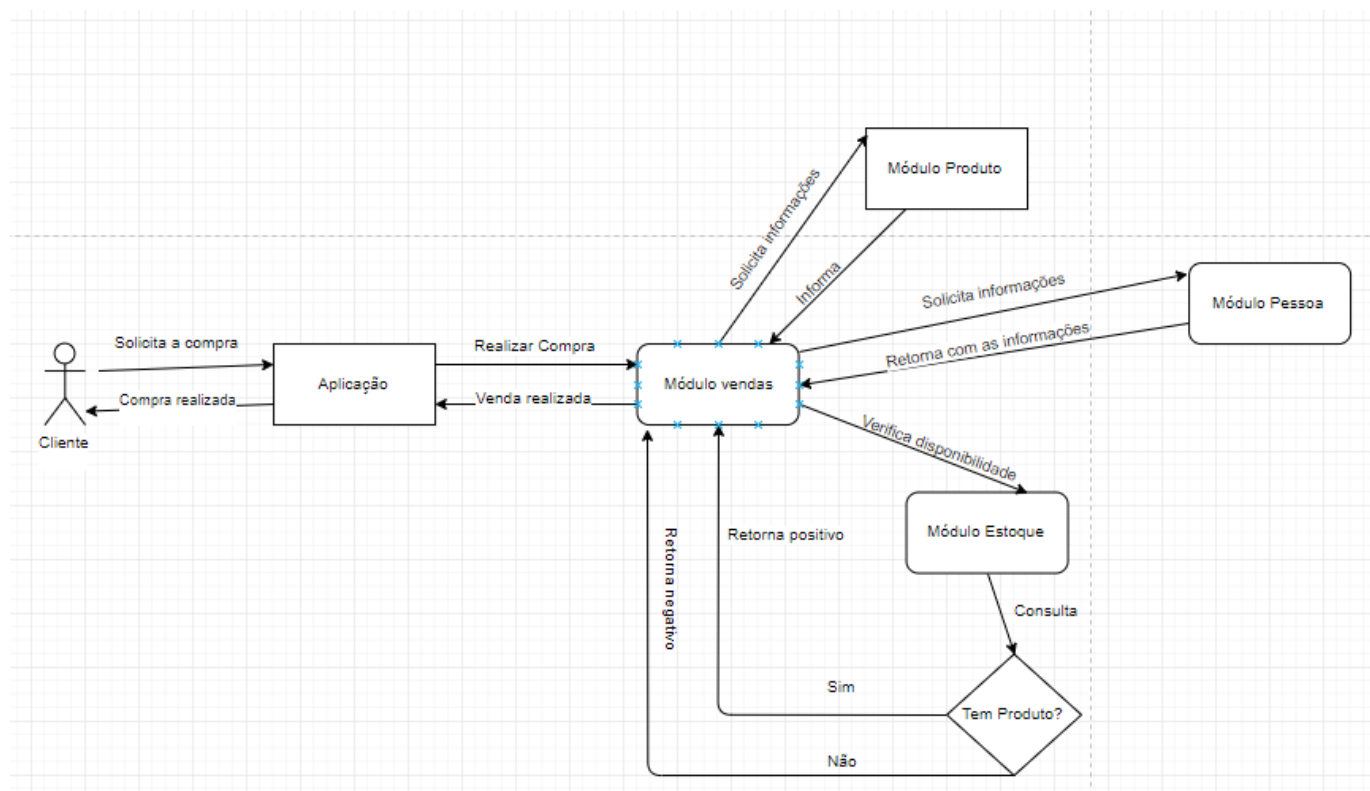 Módulo Produto
Solicita informações
Informa
Solicita informações
Módulo Pessoa
Retorna com as informações
Solicita a compra
Realizar Compra
Aplicação
Módulo vendas
Compra realizada
Venda realizada
Cliente
Verifica disponibilidade
Módulo Estoque
Retorna positivo
Retorna negativo
Consulta
Sim
Tem Produto?
Não